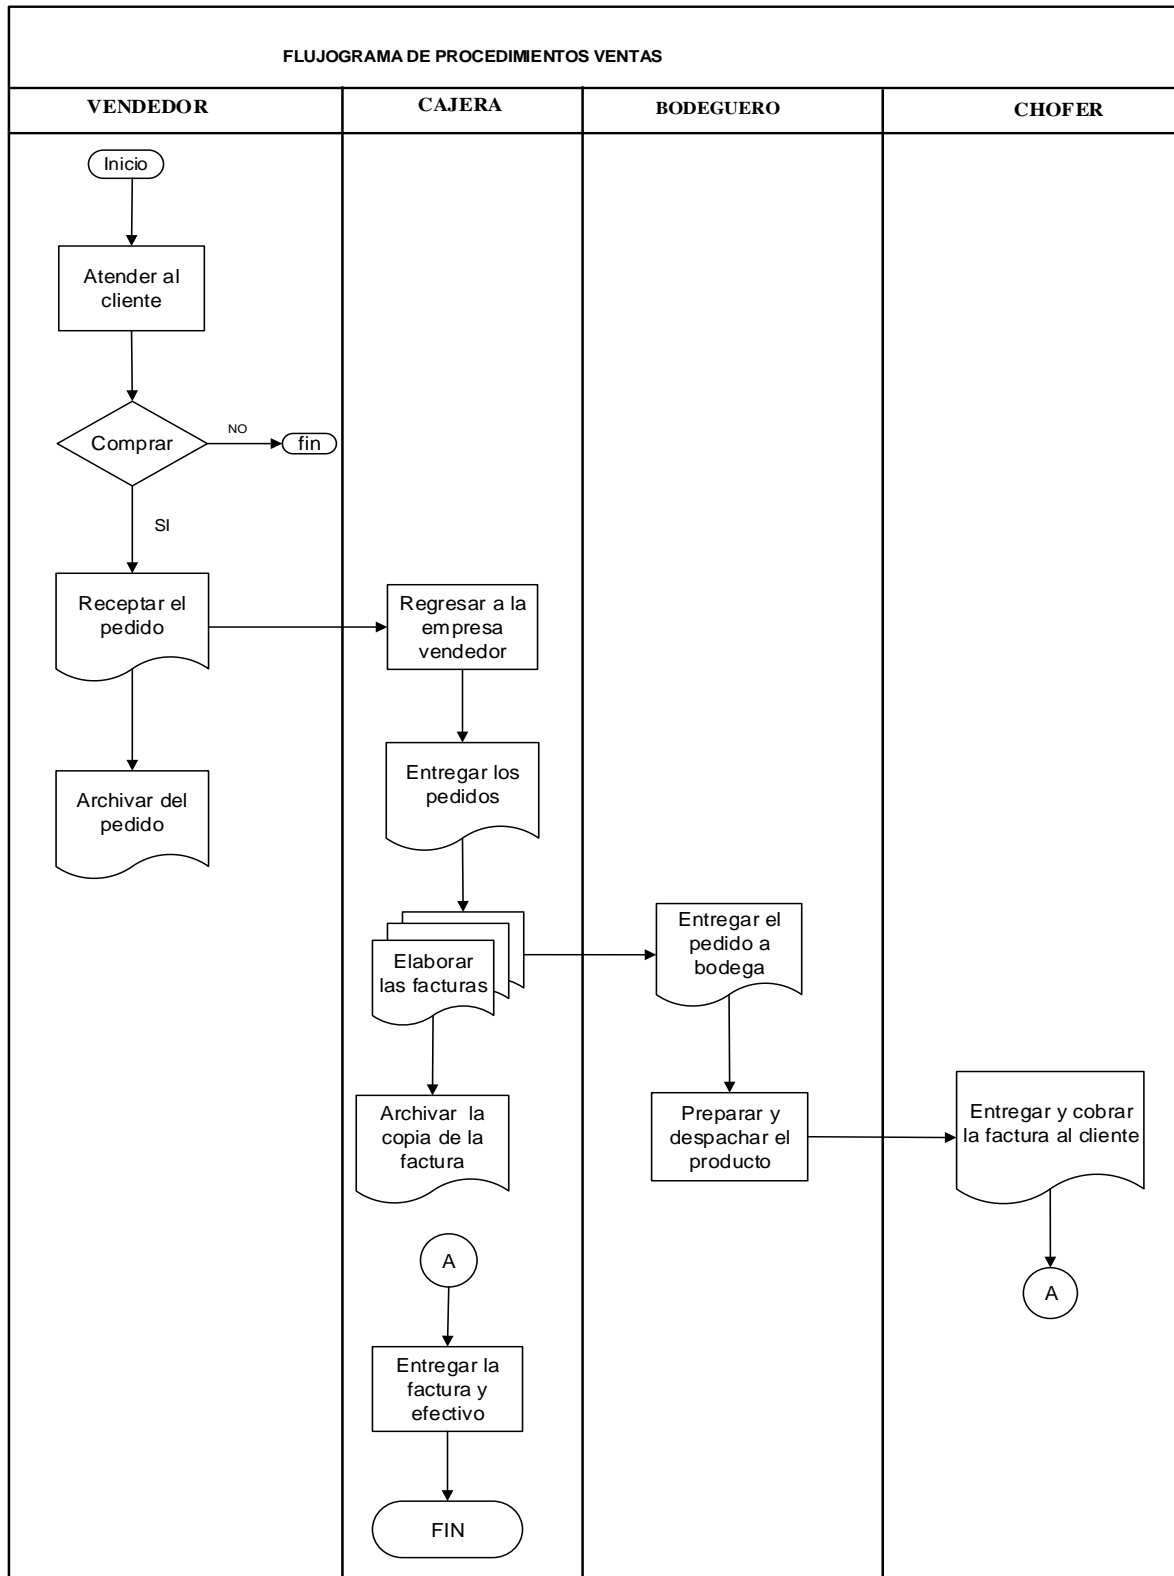 FLUJOGRAMA DE PROCEDIMIENTOS VENTAS
VENDEDOR
CAJERA
BODEGUERO
CHOFER
Inicio
Atender al
cliente
Comprar
NO
fin
SI
Receptar el
pedido
Archivar del
pedido
Regresar a la
empresa
vendedor
Entregar los
pedidos
Elaborar
las facturas
Archivar la
copia de la
factura
Entregar el
pedido a
bodega
Preparar y
despachar el
producto
Entregar y cobrar
la factura al cliente
A
A
Entregar la
factura y
efectivo
FIN